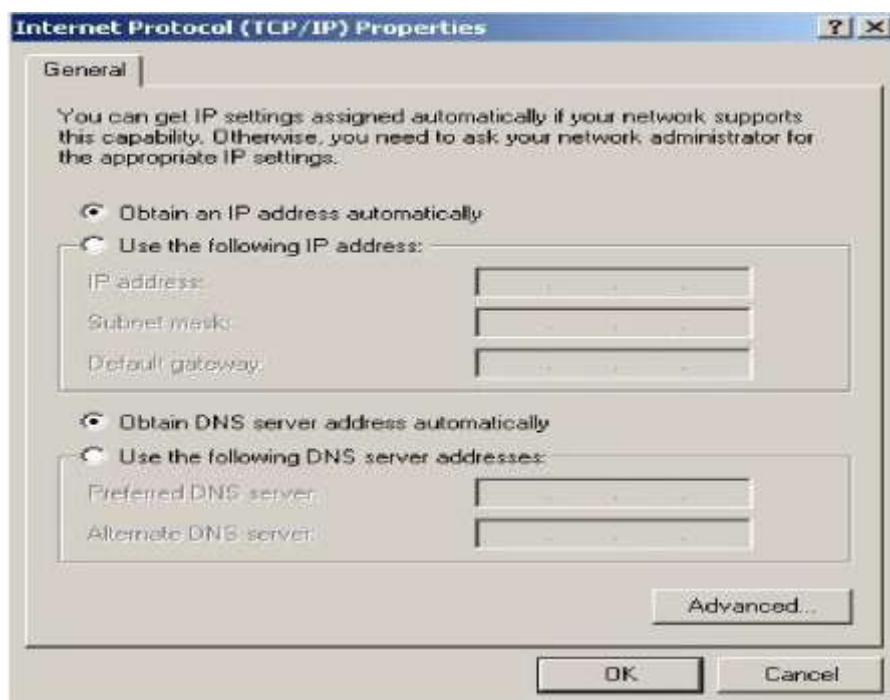 Internet Protocol (TCP/IP) Properties
General
You can get IP settings assigned automatically if your network supports
this capability. Otherwise, you need to ask your network administrator for
the appropriate IP settings.
Obtain an IP address automatically
Use the following IP address:
IP address:
Subnet mask:
Default gateway:
Obtain DNS server address automatically
Use the following DNS server addresses:
Preferred DNS server:
Alternate DNS server:
Advanced...
OK
Cancel